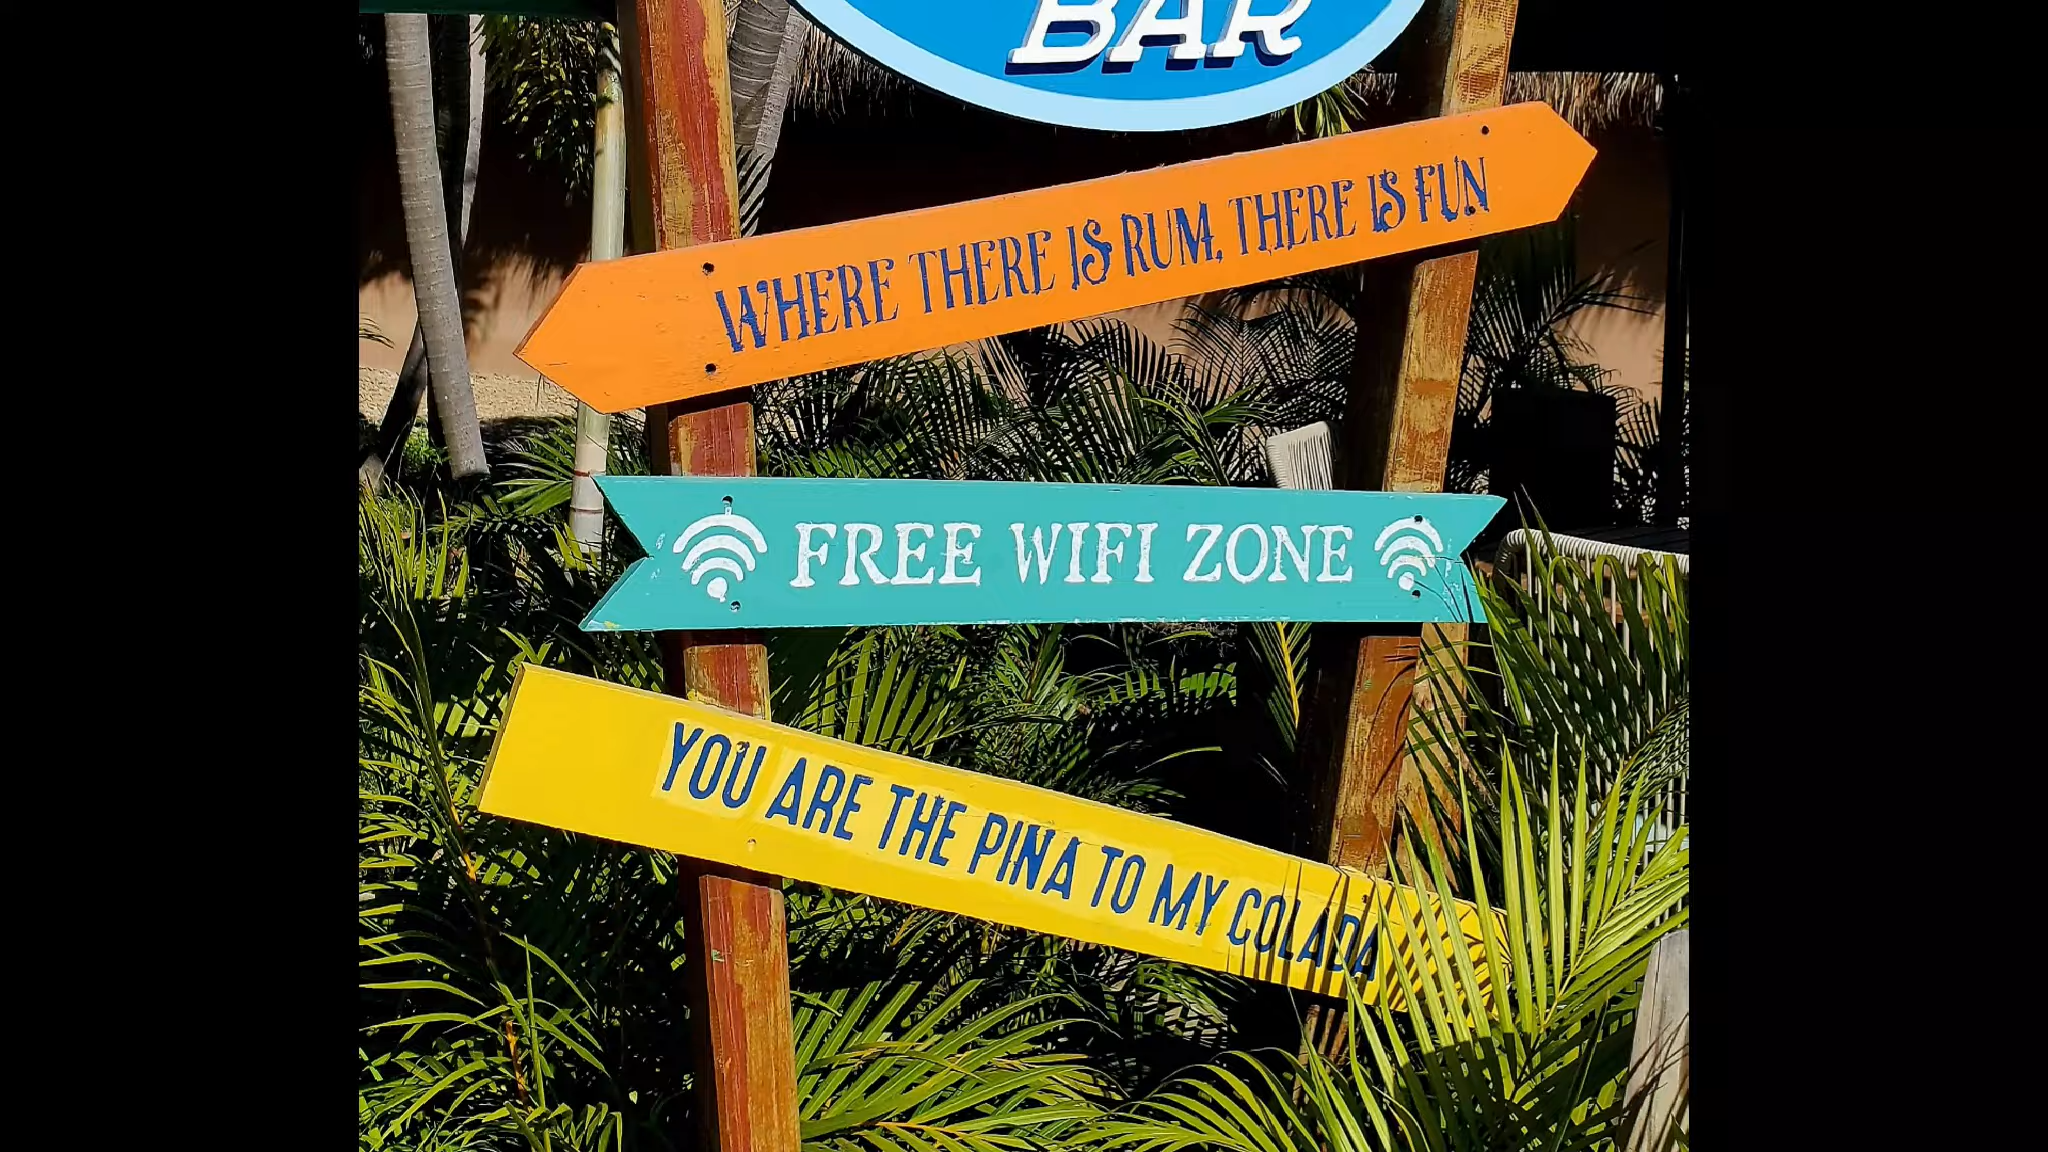 BAR
WHERE THERE IS RUM, THERE IS FUN
FREE WIFI ZONE
YOU ARE THE PINA TO MY COLADA